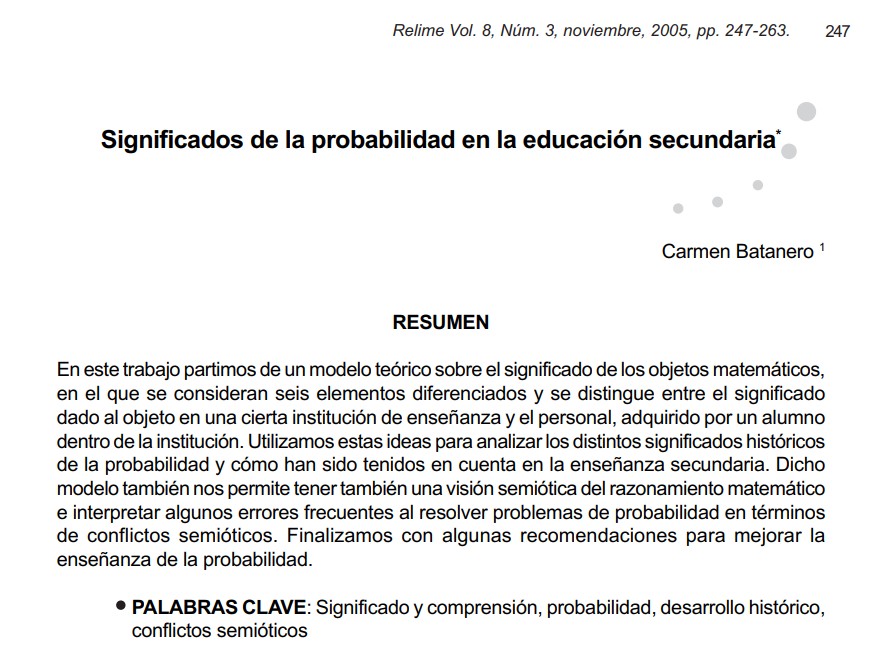 Relime Vol. 8, Núm. 3, noviembre, 2005, pp. 247-263. 247
Significados de la probabilidad en la educación secundaria*
Carmen Batanero 1
RESUMEN
En este trabajo partimos de un modelo teórico sobre el significado de los objetos matemáticos,
en el que se consideran seis elementos diferenciados y se distingue entre el significado
dado al objeto en una cierta institución de enseñanza y el personal, adquirido por un alumno
dentro de la institución. Utilizamos estas ideas para analizar los distintos significados históricos
de la probabilidad y cómo han sido tenidos en cuenta en la enseñanza secundaria. Dicho
modelo también nos permite tener también una visión semiótica del razonamiento matemático
e interpretar algunos errores frecuentes al resolver problemas de probabilidad en términos
de conflictos semióticos. Finalizamos con algunas recomendaciones para mejorar la
enseñanza de la probabilidad.
● PALABRAS CLAVE: Significado y comprensión, probabilidad, desarrollo histórico,
conflictos semióticos